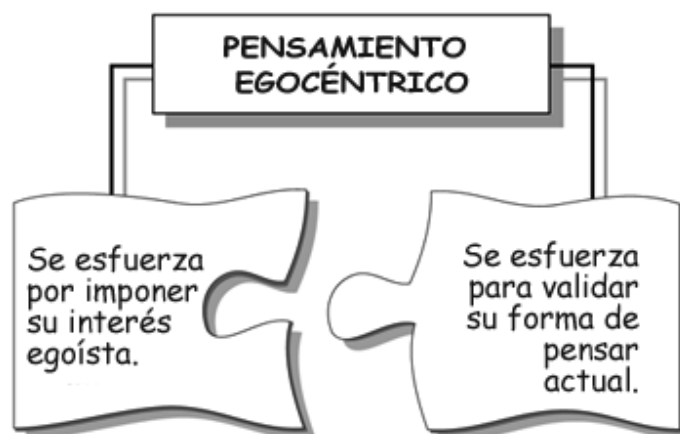 PENSAMIENTO
EGOCÉNTRICO
Se esfuerza
por imponer
su interés
egoísta.
Se esfuerza
para validar
su forma de
pensar
actual.